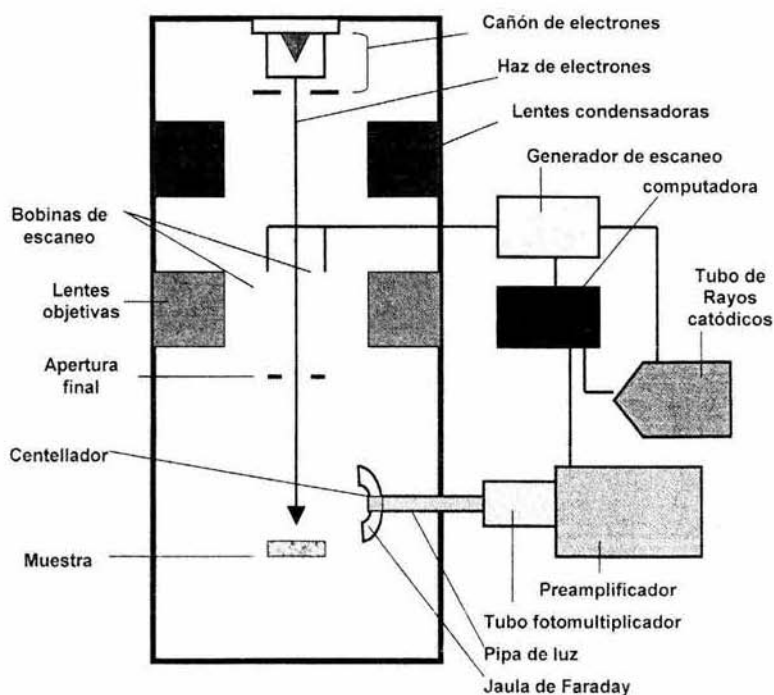 Cañón de electrones
Haz de electrones
Lentes condensadoras
Generador de escaneo
computadora
Bobinas de
escaneo
Lentes
objetivas
Tubo de
Rayos
catódicos
Apertura
final
Centellador
Muestra
Preamplificador
Tubo fotomultiplicador
Pipa de luz
Jaula de Faraday